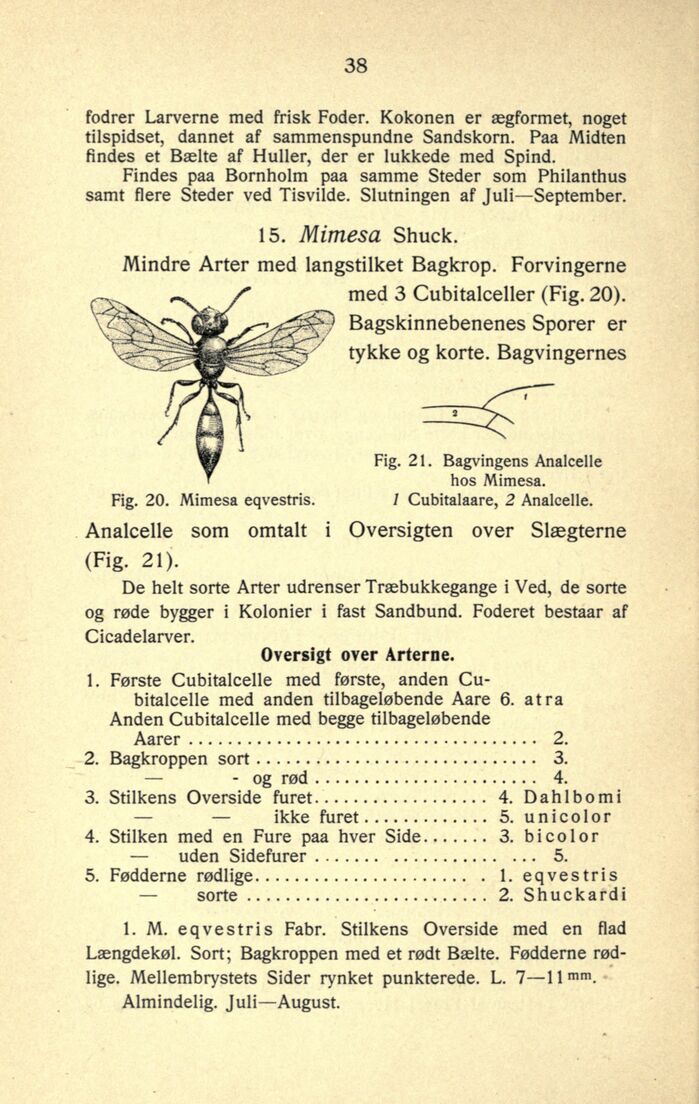 38
fodrer Larverne med frisk Foder. Kokonen er ægformet, noget
tilspidset, dannet af sammenspundne Sandskorn. Paa Midten
findes et Bælte af Huller, der er lukkede med Spind.
Findes paa Bornholm paa samme Steder som Philanthus
samt flere Steder ved Tisvilde. Slutningen af Juli—September.
15. Mimesa Shuck.
Mindre Arter med langstilket Bagkrop. Forvingerne
med 3 Cubitalceller (Fig. 20).
Bagskinnebenenes Sporer er
tykke og korte. Bagvingernes
1
2
Fig. 21. Bagvingens Analcelle
hos Mimesa.
1 Cubitalaare, 2 Analcelle.
Fig. 20. Mimesa eqvestris.
Analcelle som omtalt i Oversigten over Slægterne
(Fig. 21).
De helt sorte Arter udrenser Træbukkegange i Ved, de sorte
og røde bygger i Kolonier i fast Sandbund. Foderet bestaar af
Cicadelarver.
Oversigt over Arterne.
1. Første Cubitalcelle med første, anden Cu-
bitalcelle med anden tilbageløbende Aare 6. atra
Anden Cubitalcelle med begge tilbageløbende
Aarer .................................... 2.
2. Bagkroppen sort ............................. 3.
— - og rød ....................... 4.
3. Stilkens Overside furet.................. 4. Dahlbomi
— — ikke furet ............. 5. unicolor
4. Stilken med en Fure paa hver Side....... 3. bicolor
— uden Sidefurer ....... ............ ... 5.
5. Fødderne rødlige........................ 1. eqvestris
— sorte ......................... 2. Shuckardi
1. M. eqvestris Fabr. Stilkens Overside med en flad
Længdekøl. Sort; Bagkroppen med et rødt Bælte. Fødderne rød-
lige. Mellembrystets Sider rynket punkterede. L. 7—11 mm.
Almindelig. Juli—August.